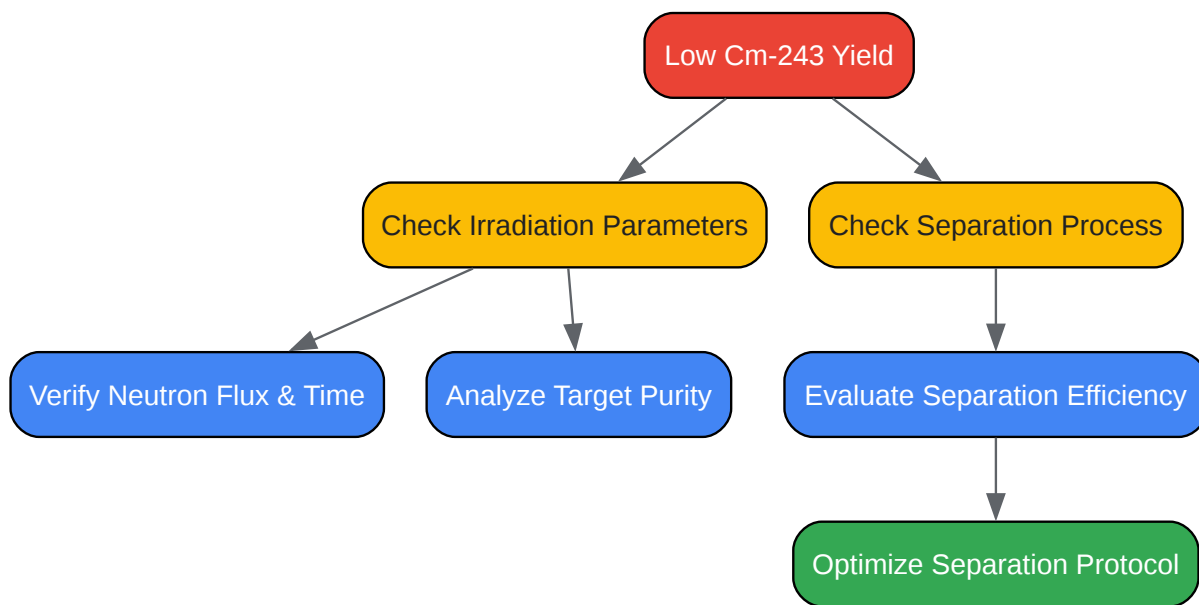 Low Cm-243 Yield
Check Irradiation Parameters
Check Separation Process
Verify Neutron Flux & Time
Analyze Target Purity
Evaluate Separation Efficiency
Optimize Separation Protocol